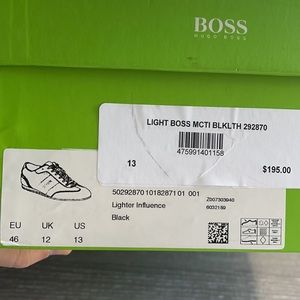 BOSS
HUGO BOSS
LIGHT BOSS MCTI BLKLTH 292870
475991401158
13
$195.00
50292870 10182871 01 001
Lighter Influence
Black
EU UK US
46 12 13